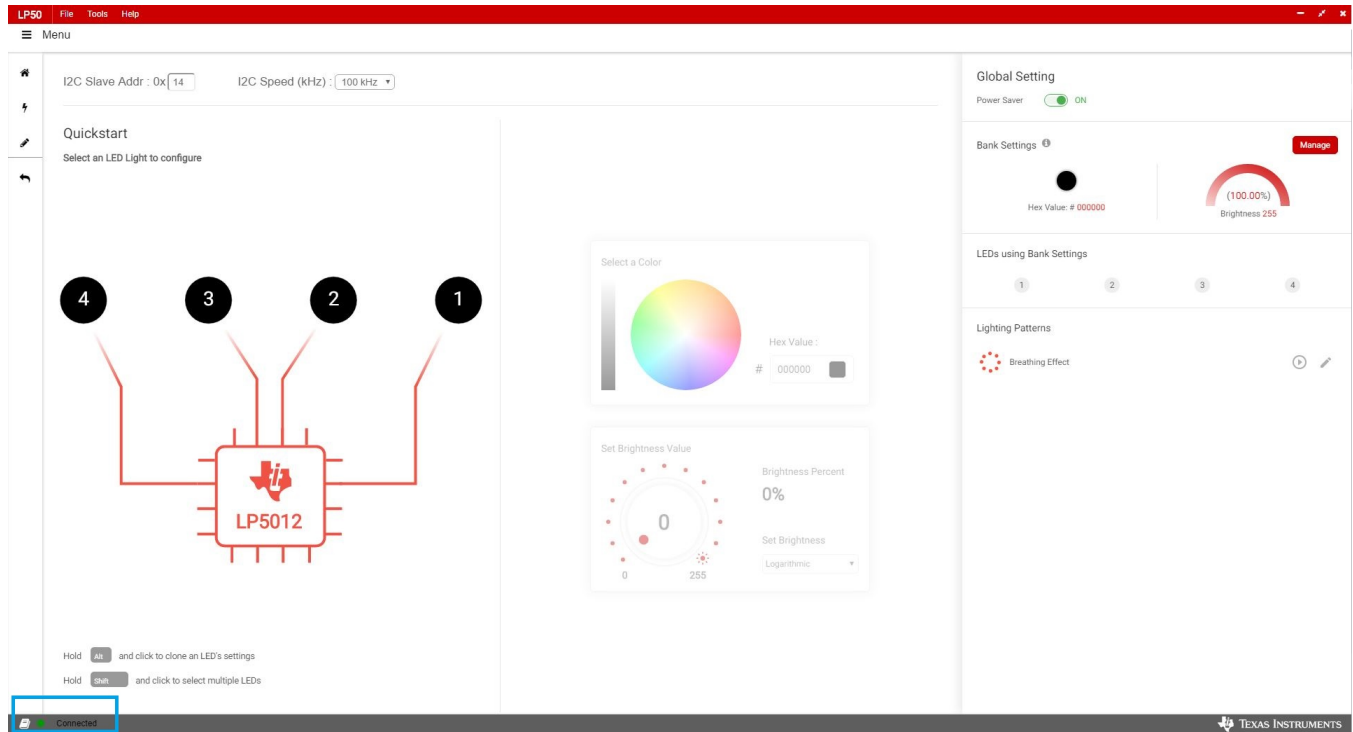 LP50 File Tools Help
Menu
I2C Slave Addr : 0x 14 I2C Speed (kHz) : 100 kHz
Quickstart
Select an LED Light to configure
4 3 2 1
LP5012
Hold Alt and click to clone an LED's settings
Hold Shift and click to select multiple LEDs
Select a Color
Hex Value :
# 000000
Set Brightness Value
Brightness Percent
0%
0
Set Brightness
Logarithmic
0 255
Global Setting
Power Saver ON
Bank Settings Manage
(100.00%)
Hex Value: # 000000
Brightness 255
LEDs using Bank Settings
1 2 3 4
Lighting Patterns
Breathing Effect
Connected
TEXAS INSTRUMENTS